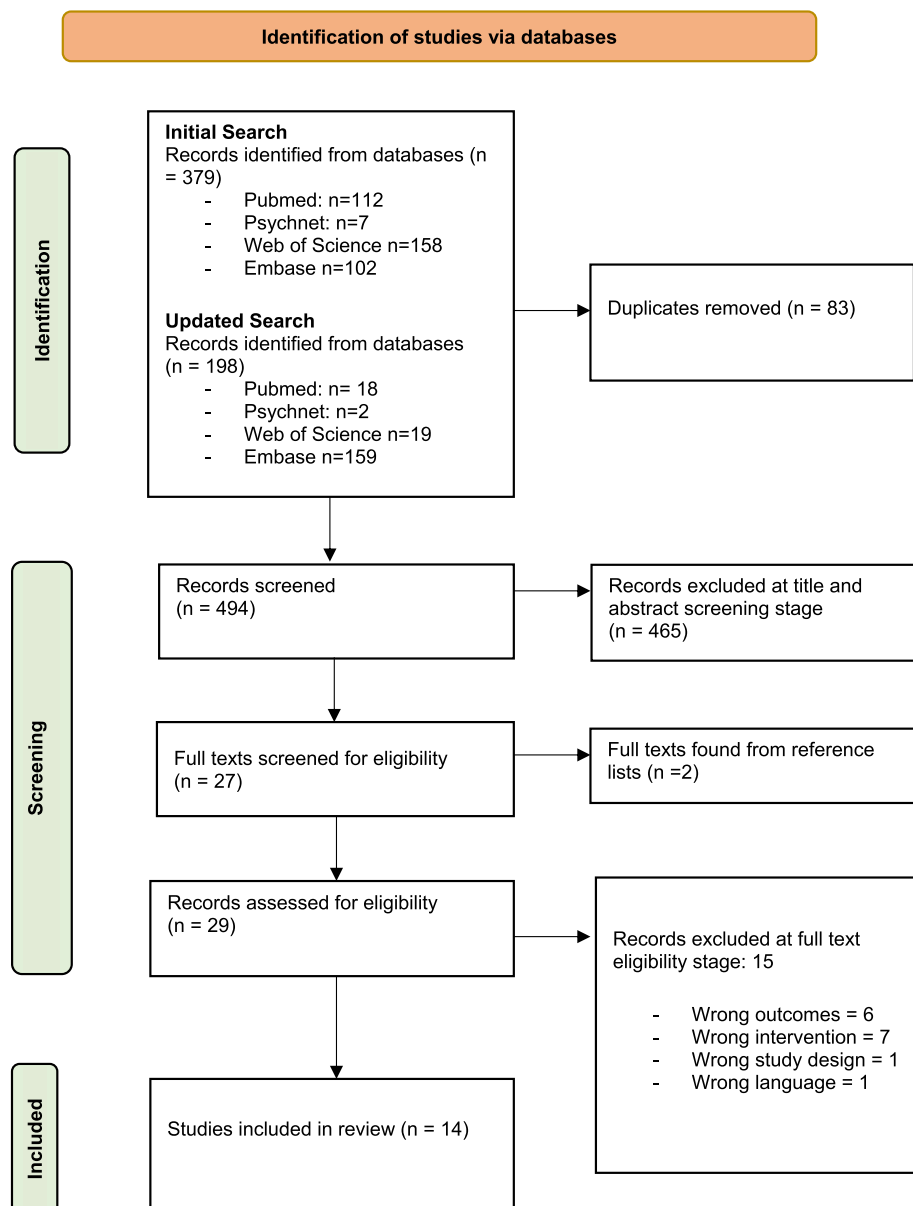 Identification of studies via databases
Identification
Initial Search
Records identified from databases (n
= 379)
- Pubmed: n=112
- Psychnet: n=7
- Web of Science n=158
- Embase n=102
Updated Search
Records identified from databases
(n = 198)
- Pubmed: n= 18
- Psychnet: n=2
- Web of Science n=19
- Embase n=159
Duplicates removed (n = 83)
Screening
Records screened
(n = 494)
Records excluded at title and
abstract screening stage
(n = 465)
Full texts screened for eligibility
(n = 27)
Full texts found from reference
lists (n =2)
Records assessed for eligibility
(n = 29)
Records excluded at full text
eligibility stage: 15
- Wrong outcomes = 6
- Wrong intervention = 7
- Wrong study design = 1
- Wrong language = 1
Included
Studies included in review (n = 14)